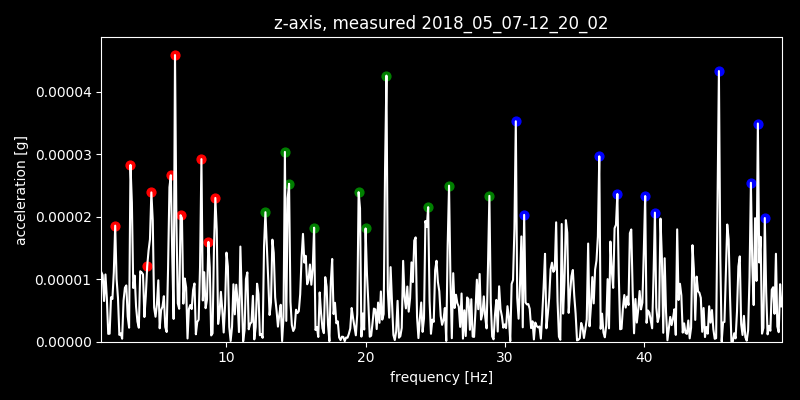 z-axis, measured 2018_05_07-12_20_02
0.00004
0.00003
0.00002
0.00001
0.00000
acceleration [g]
10 20 30 40
frequency [Hz]